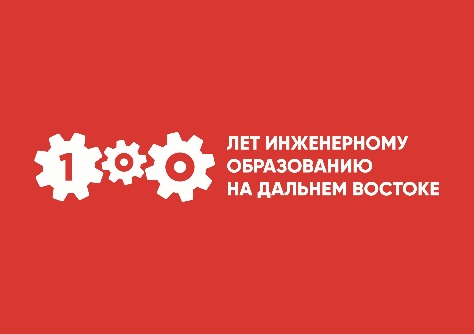 100
ЛЕТ ИНЖЕНЕРНОМУ
ОБРАЗОВАНИЮ
НА ДАЛЬНЕМ ВОСТОКЕ